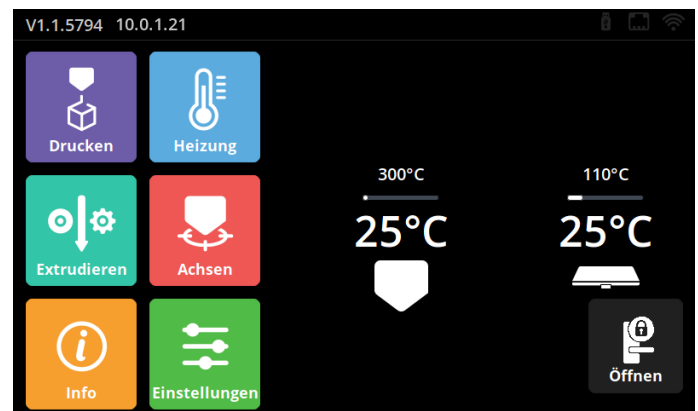 V1.1.5794 10.0.1.21
Drucken
Heizung
300°C
110°C
25°C
25°C
Extrudieren
Achsen
Info
Einstellungen
Öffnen